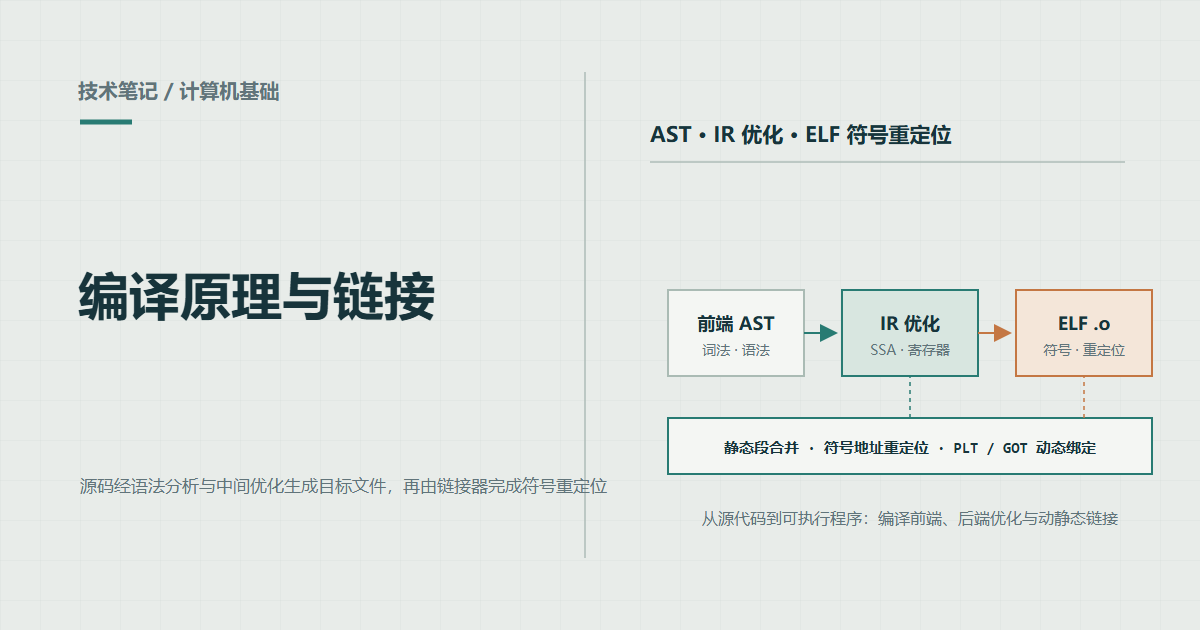 技术笔记 / 计算机基础
编译原理与链接
源码经语法分析与中间优化生成目标文件，再由链接器完成符号重定位
AST · IR 优化 · ELF 符号重定位
前端 AST
词法 · 语法
IR 优化
SSA · 寄存器
ELF .o
符号 · 重定位
静态段合并 · 符号地址重定位 · PLT / GOT 动态绑定
从源代码到可执行程序：编译前端、后端优化与动静态链接